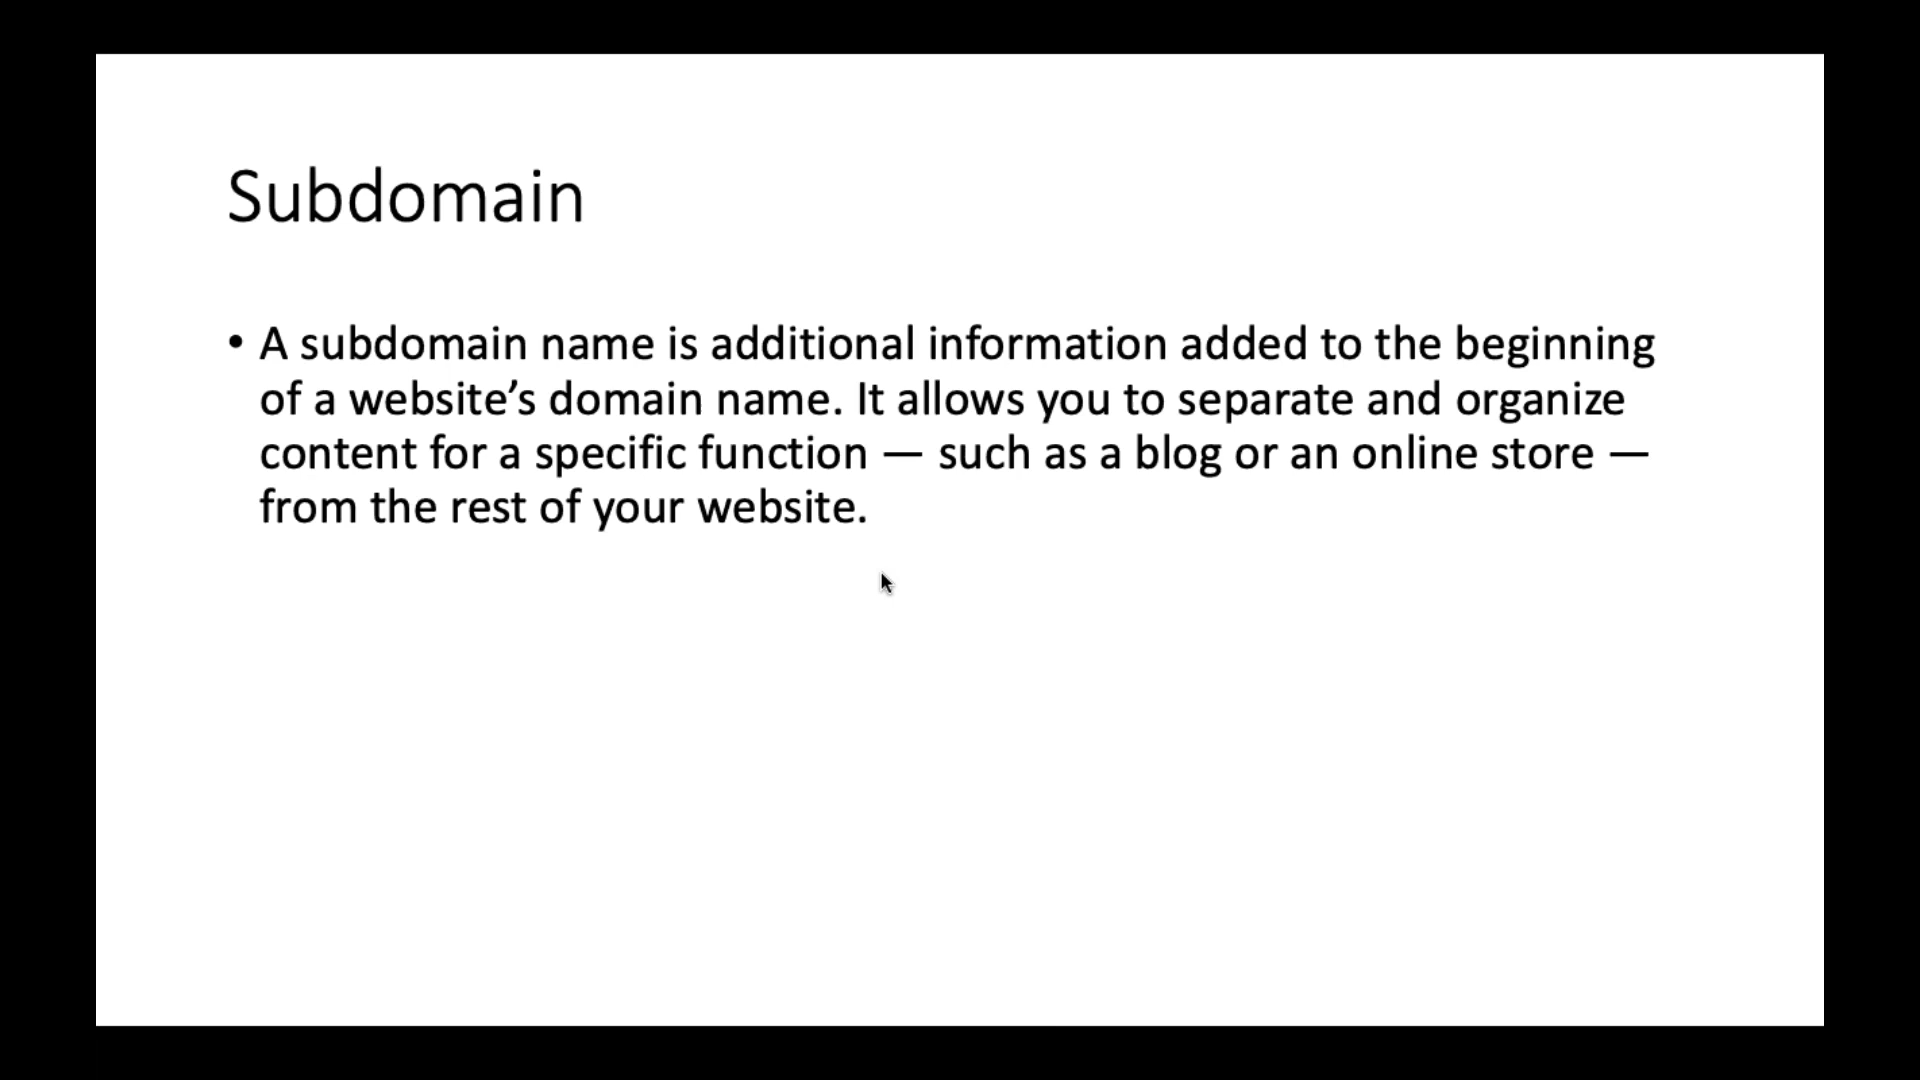 Subdomain
• A subdomain name is additional information added to the beginning
of a website’s domain name. It allows you to separate and organize
content for a specific function — such as a blog or an online store —
from the rest of your website.